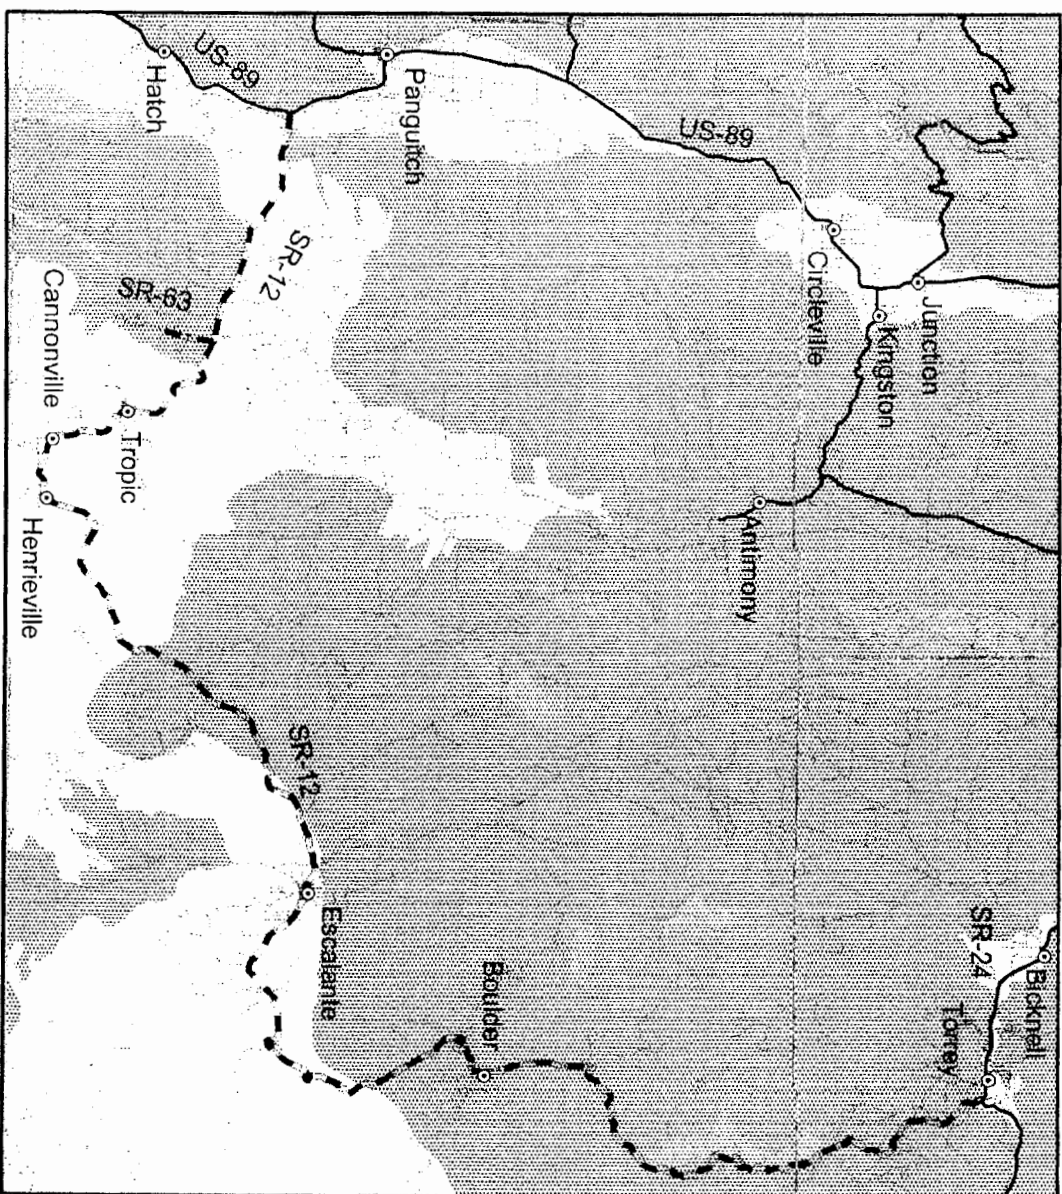 Bicknell
SR-24
Torrey
Junction
Kingston
Circleville
Antimony
US-89
Boulder
Panguitch
Escalante
SR-12
SR-12
US-89
Hatch
SR-63
Tropic
Cannonville
Henrieville